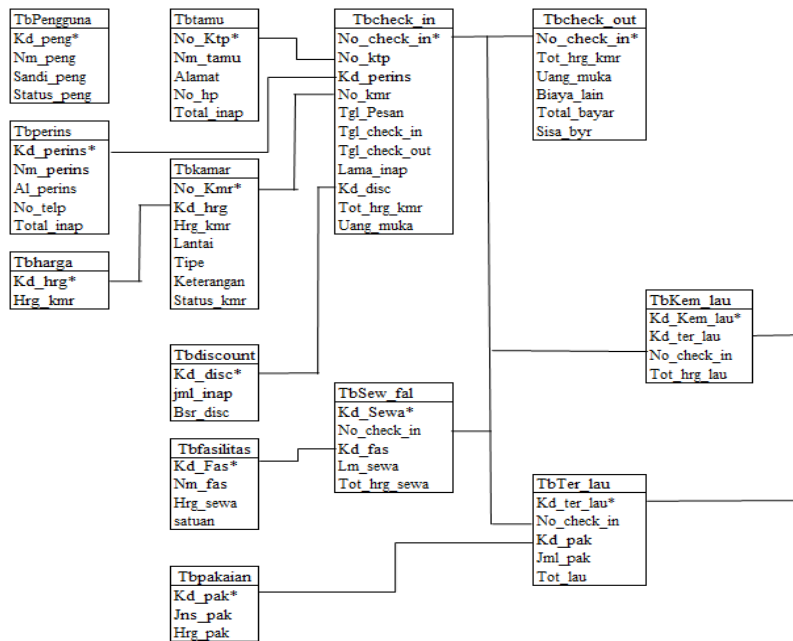 TbPengguna
Kd_peng*
Nm_peng
Sandi_peng
Status_peng
Tbtamu
No_Ktp*
Nm_tamu
Alamat
No_hp
Total_inap
Tbcheck_in
No_check_in*
No_ktp
Kd_perins
No_kmr
Tgl_Pesan
Tgl_check_in
Tgl_check_out
Lama_inap
Kd_disc
Tot_hrg_kmr
Uang_muka
Tbcheck_out
No_check_in*
Tot_hrg_kmr
Uang_muka
Biaya_lain
Total_bayar
Sisa_byr
Tbperins
Kd_perins*
Nm_perins
Al_perins
No_telp
Total_inap
Tbkamar
No_Kmr*
Kd_hrg
Hrg_kmr
Lantai
Tipe
Keterangan
Status_kmr
Tbharga
Kd_hrg*
Hrg_kmr
TbKem_lau
Kd_Kem_lau*
Kd_ter_lau
No_check_in
Tot_hrg_lau
Tbdiscount
Kd_disc*
jml_inap
Bsr_disc
TbSew_fal
Kd_Sewa*
No_check_in
Kd_fas
Lm_sewa
Tot_hrg_sewa
Tbfasilitas
Kd_Fas*
Nm_fas
Hrg_sewa
satuan
TbTer_lau
Kd_ter_lau*
No_check_in
Kd_pak
Jml_pak
Tot_lau
Tbpakaian
Kd_pak*
Jns_pak
Hrg_pak